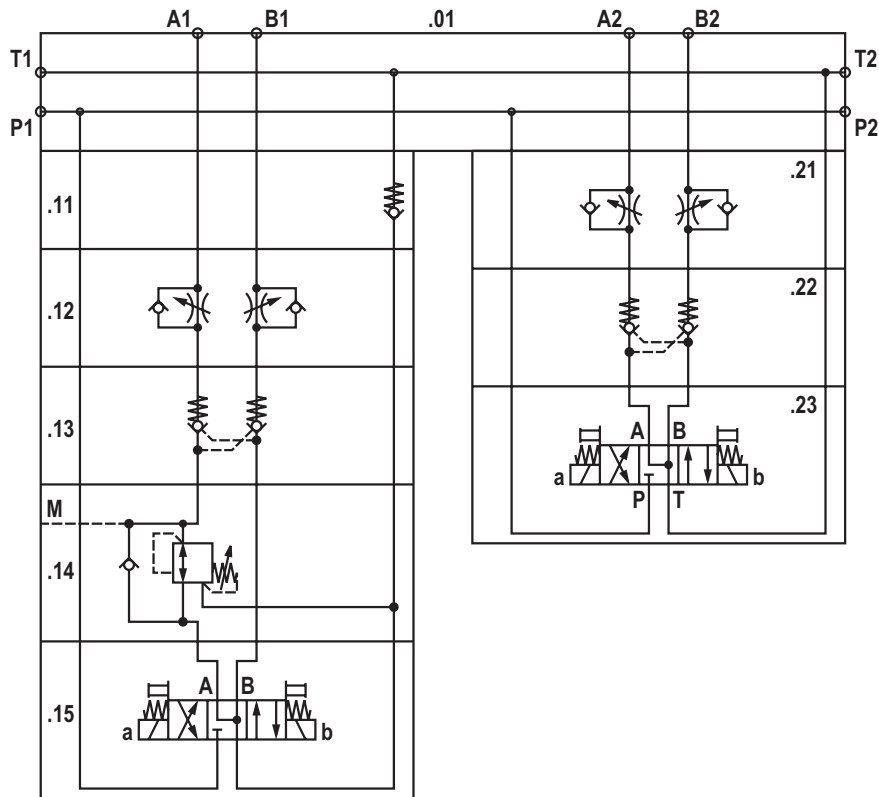 A1 B1 .01 A2 B2
T1 T2
P1 P2
.11 .21
.12 .22
.13 .23
A B
a b
P T
M
.14
A B
.15
a b